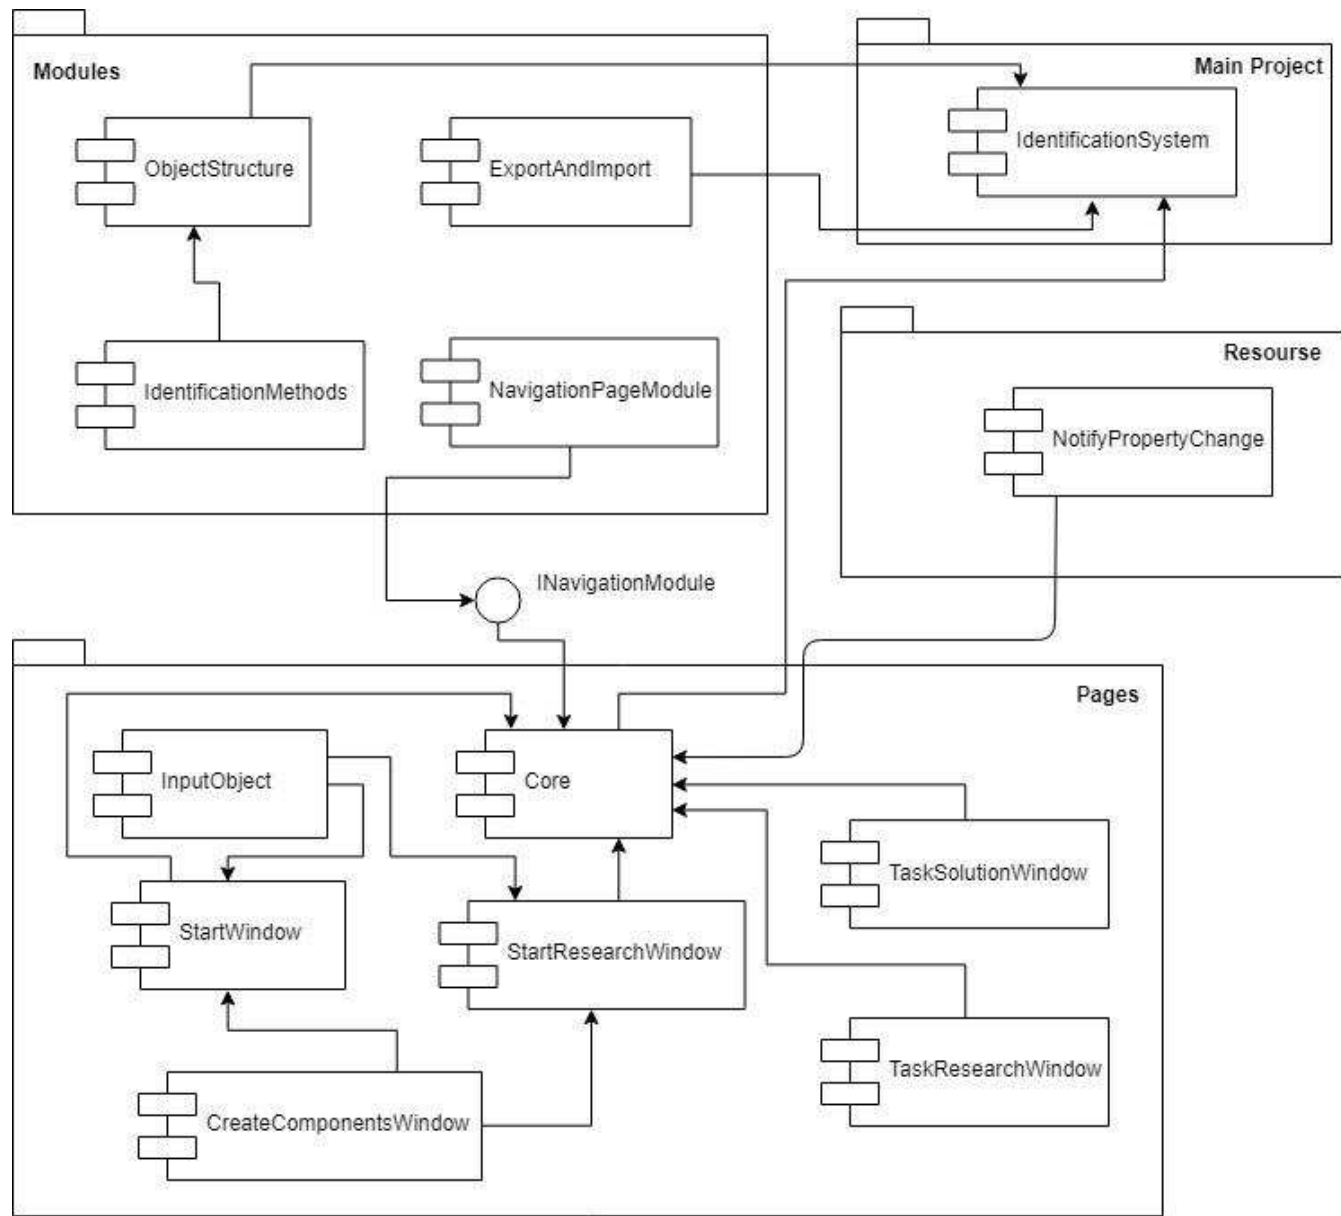 Modules
Main Project
IdentificationSystem
ObjectStructure
ExportAndImport
Resourse
IdentificationMethods
NavigationPageModule
NotifyPropertyChange
INavigationModule
Pages
InputObject
Core
TaskSolutionWindow
StartWindow
StartResearchWindow
TaskResearchWindow
CreateComponentsWindow